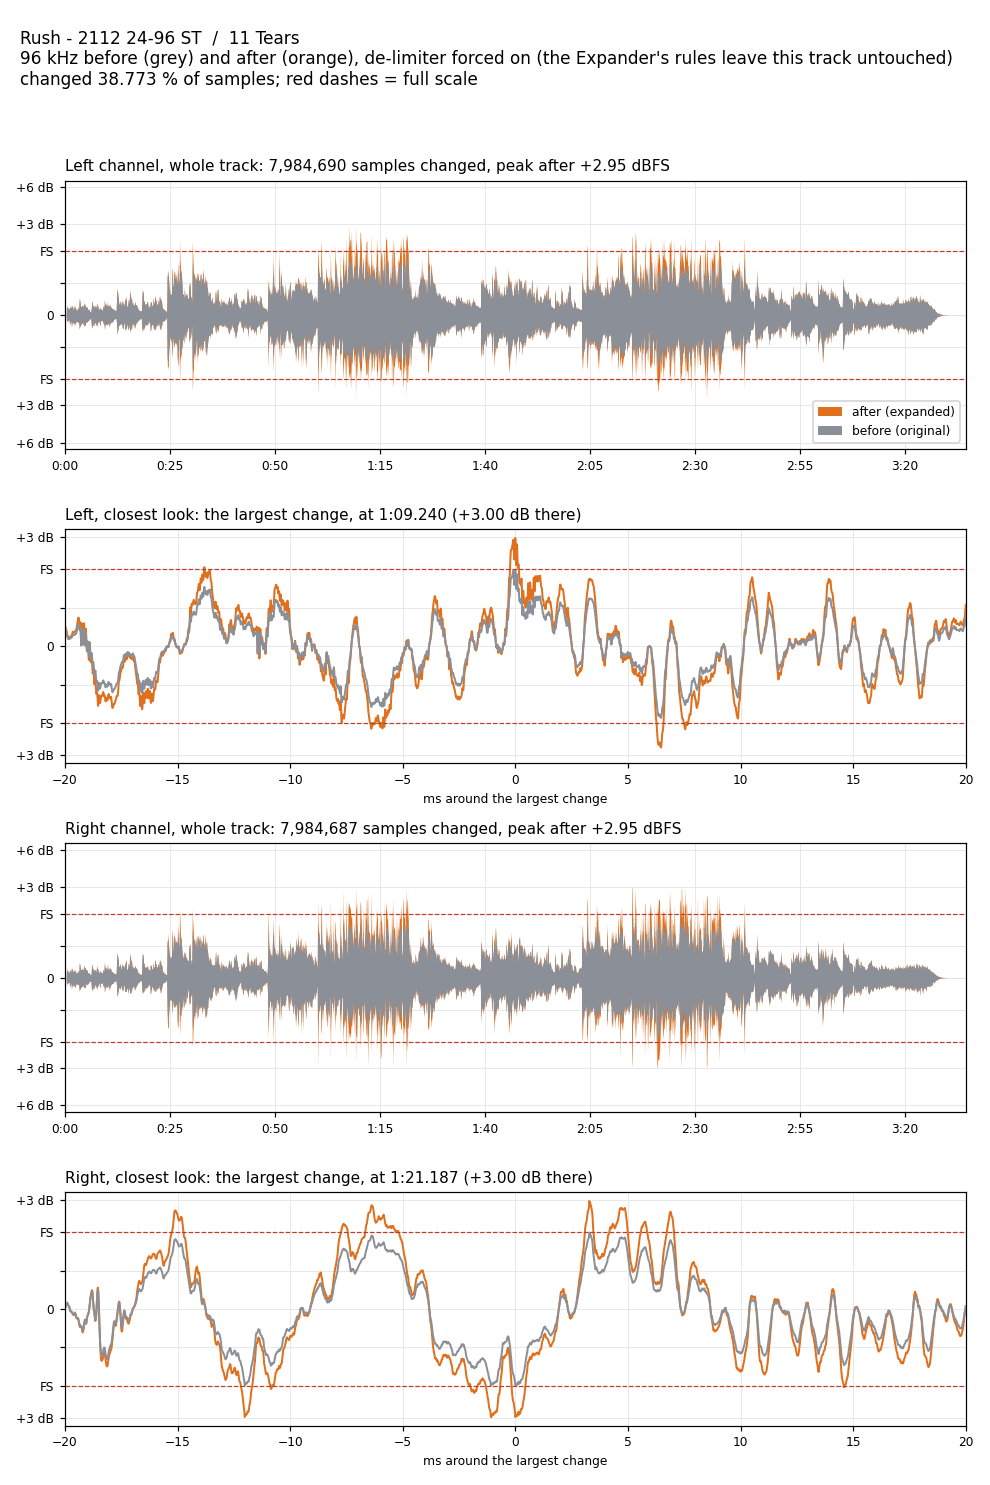 Rush - 2112 24-96 ST  /  11 Tears
96 kHz before (grey) and after (orange), de-limiter forced on (the Expander's rules leave this track untouched)
changed 38.773 % of samples; red dashes = full scale
Left channel, whole track: 7,984,690 samples changed, peak after +2.95 dBFS
+6 dB
+3 dB
FS
0
FS
+3 dB
+6 dB
after (expanded)
before (original)
0:00 0:25 0:50 1:15 1:40 2:05 2:30 2:55 3:20
Left, closest look: the largest change, at 1:09.240 (+3.00 dB there)
+3 dB
FS
0
FS
+3 dB
−20 −15 −10 −5 0 5 10 15 20
ms around the largest change
Right channel, whole track: 7,984,687 samples changed, peak after +2.95 dBFS
+6 dB
+3 dB
FS
0
FS
+3 dB
+6 dB
0:00 0:25 0:50 1:15 1:40 2:05 2:30 2:55 3:20
Right, closest look: the largest change, at 1:21.187 (+3.00 dB there)
+3 dB
FS
0
FS
+3 dB
−20 −15 −10 −5 0 5 10 15 20
ms around the largest change